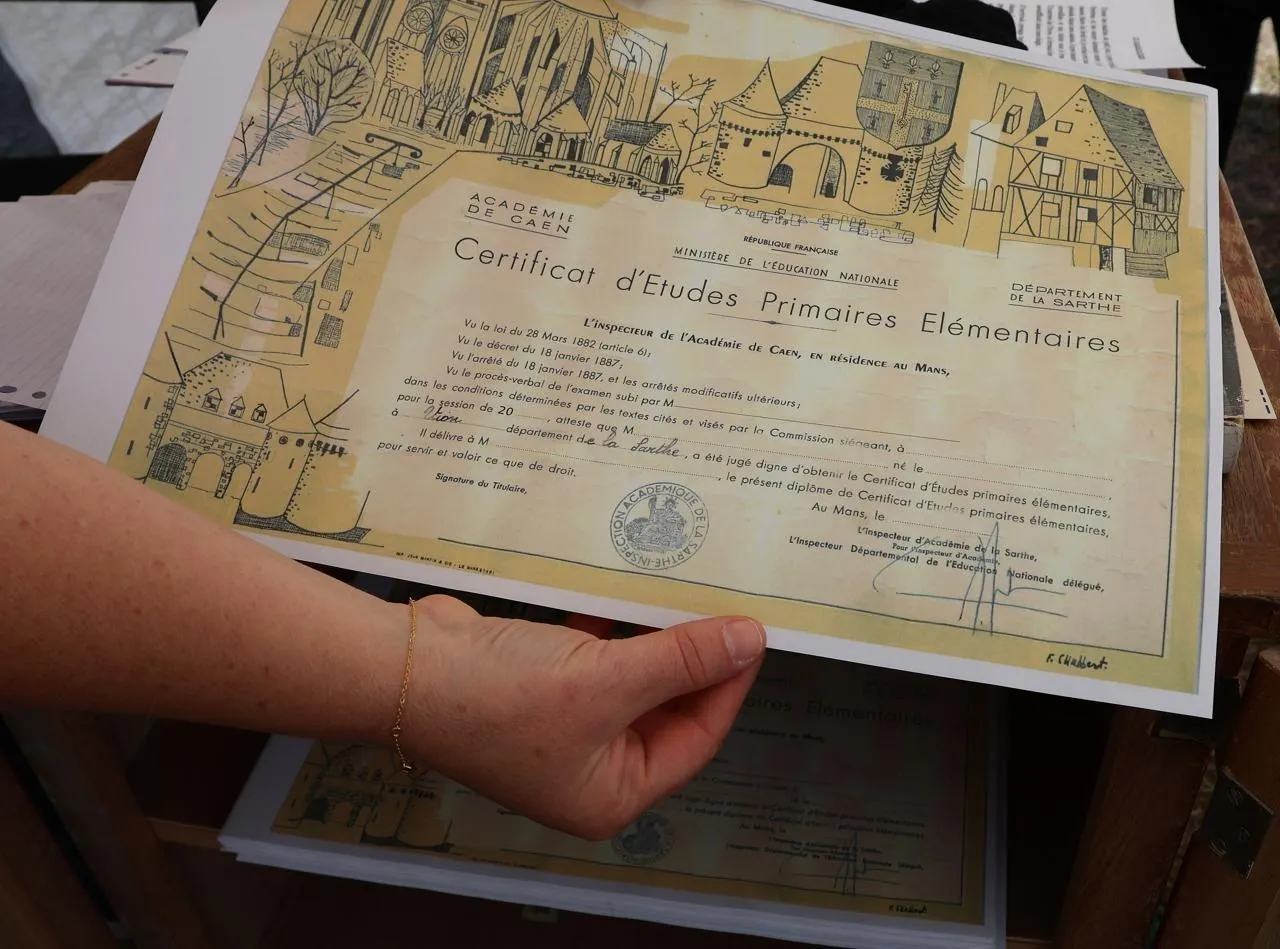 ACADÉMIE
DE CAEN
RÉPUBLIQUE FRANÇAISE
MINISTÈRE DE L'ÉDUCATION NATIONALE
DÉPARTEMENT
DE LA SARTHE
Certificat d'Etudes Primaires Elémentaires
L'INSPECTEUR DE L'ACADÉMIE DE CAEN, EN RÉSIDENCE AU MANS,
Vu la loi du 28 Mars 1882 (article 6);
Vu le décret du 18 janvier 1887;
Vu l'arrêté du 18 janvier 1887, et les arrêtés modificatifs ultérieurs;
Vu le procès-verbal de l'examen subi par M
dans les conditions déterminées par les textes cités et visés par la Commission siégeant, à
pour la session de 20 , atteste que M né le
à Vion département de la Sarthe, a été jugé digne d'obtenir le Certificat d'Études primaires élémentaires,
Il délivre à M , le présent diplôme de Certificat d'Etudes primaires élémentaires,
pour servir et valoir ce que de droit.
Signature du Titulaire,
Au Mans, le
L'Inspecteur d'Académie de la Sarthe,
Pour l'Inspecteur d'Académie,
L'Inspecteur Départemental de l'Education Nationale délégué,
INSPECTION ACADÉMIQUE DE LA SARTHE
F. Chabbert.
aires Elémentaires
Au Mans, le